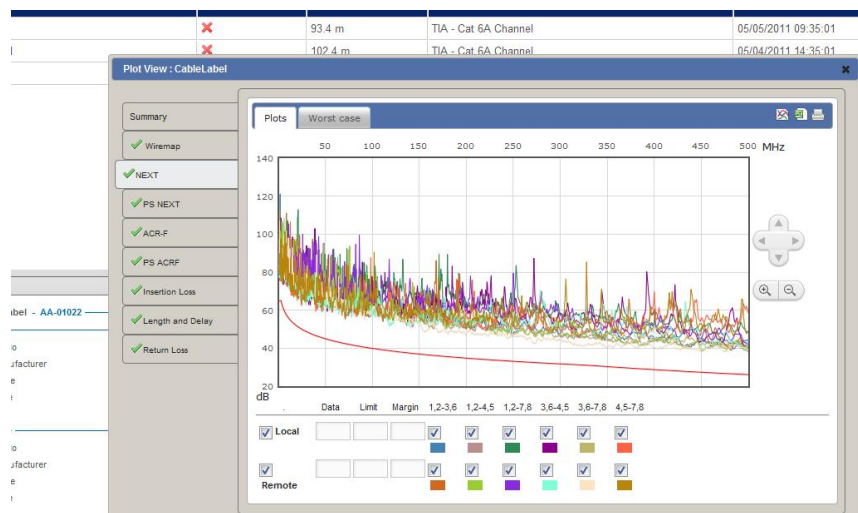 93.4 m TIA - Cat 6A Channel 05/05/2011 09:35:01
102.4 m TIA - Cat 6A Channel 05/04/2011 14:35:01
Plot View : CableLabel
Summary
Wiremap
NEXT
PS NEXT
ACR-F
PS ACRF
Insertion Loss
Length and Delay
Return Loss
Plots Worst case
50 100 150 200 250 300 350 400 450 500 MHz
140
120
100
80
60
40
20
dB
. Data Limit Margin 1,2-3,6 1,2-4,5 1,2-7,8 3,6-4,5 3,6-7,8 4,5-7,8
Local
Remote
abel - AA-01022
lo
ufacturer
e
lo
ufacturer
e